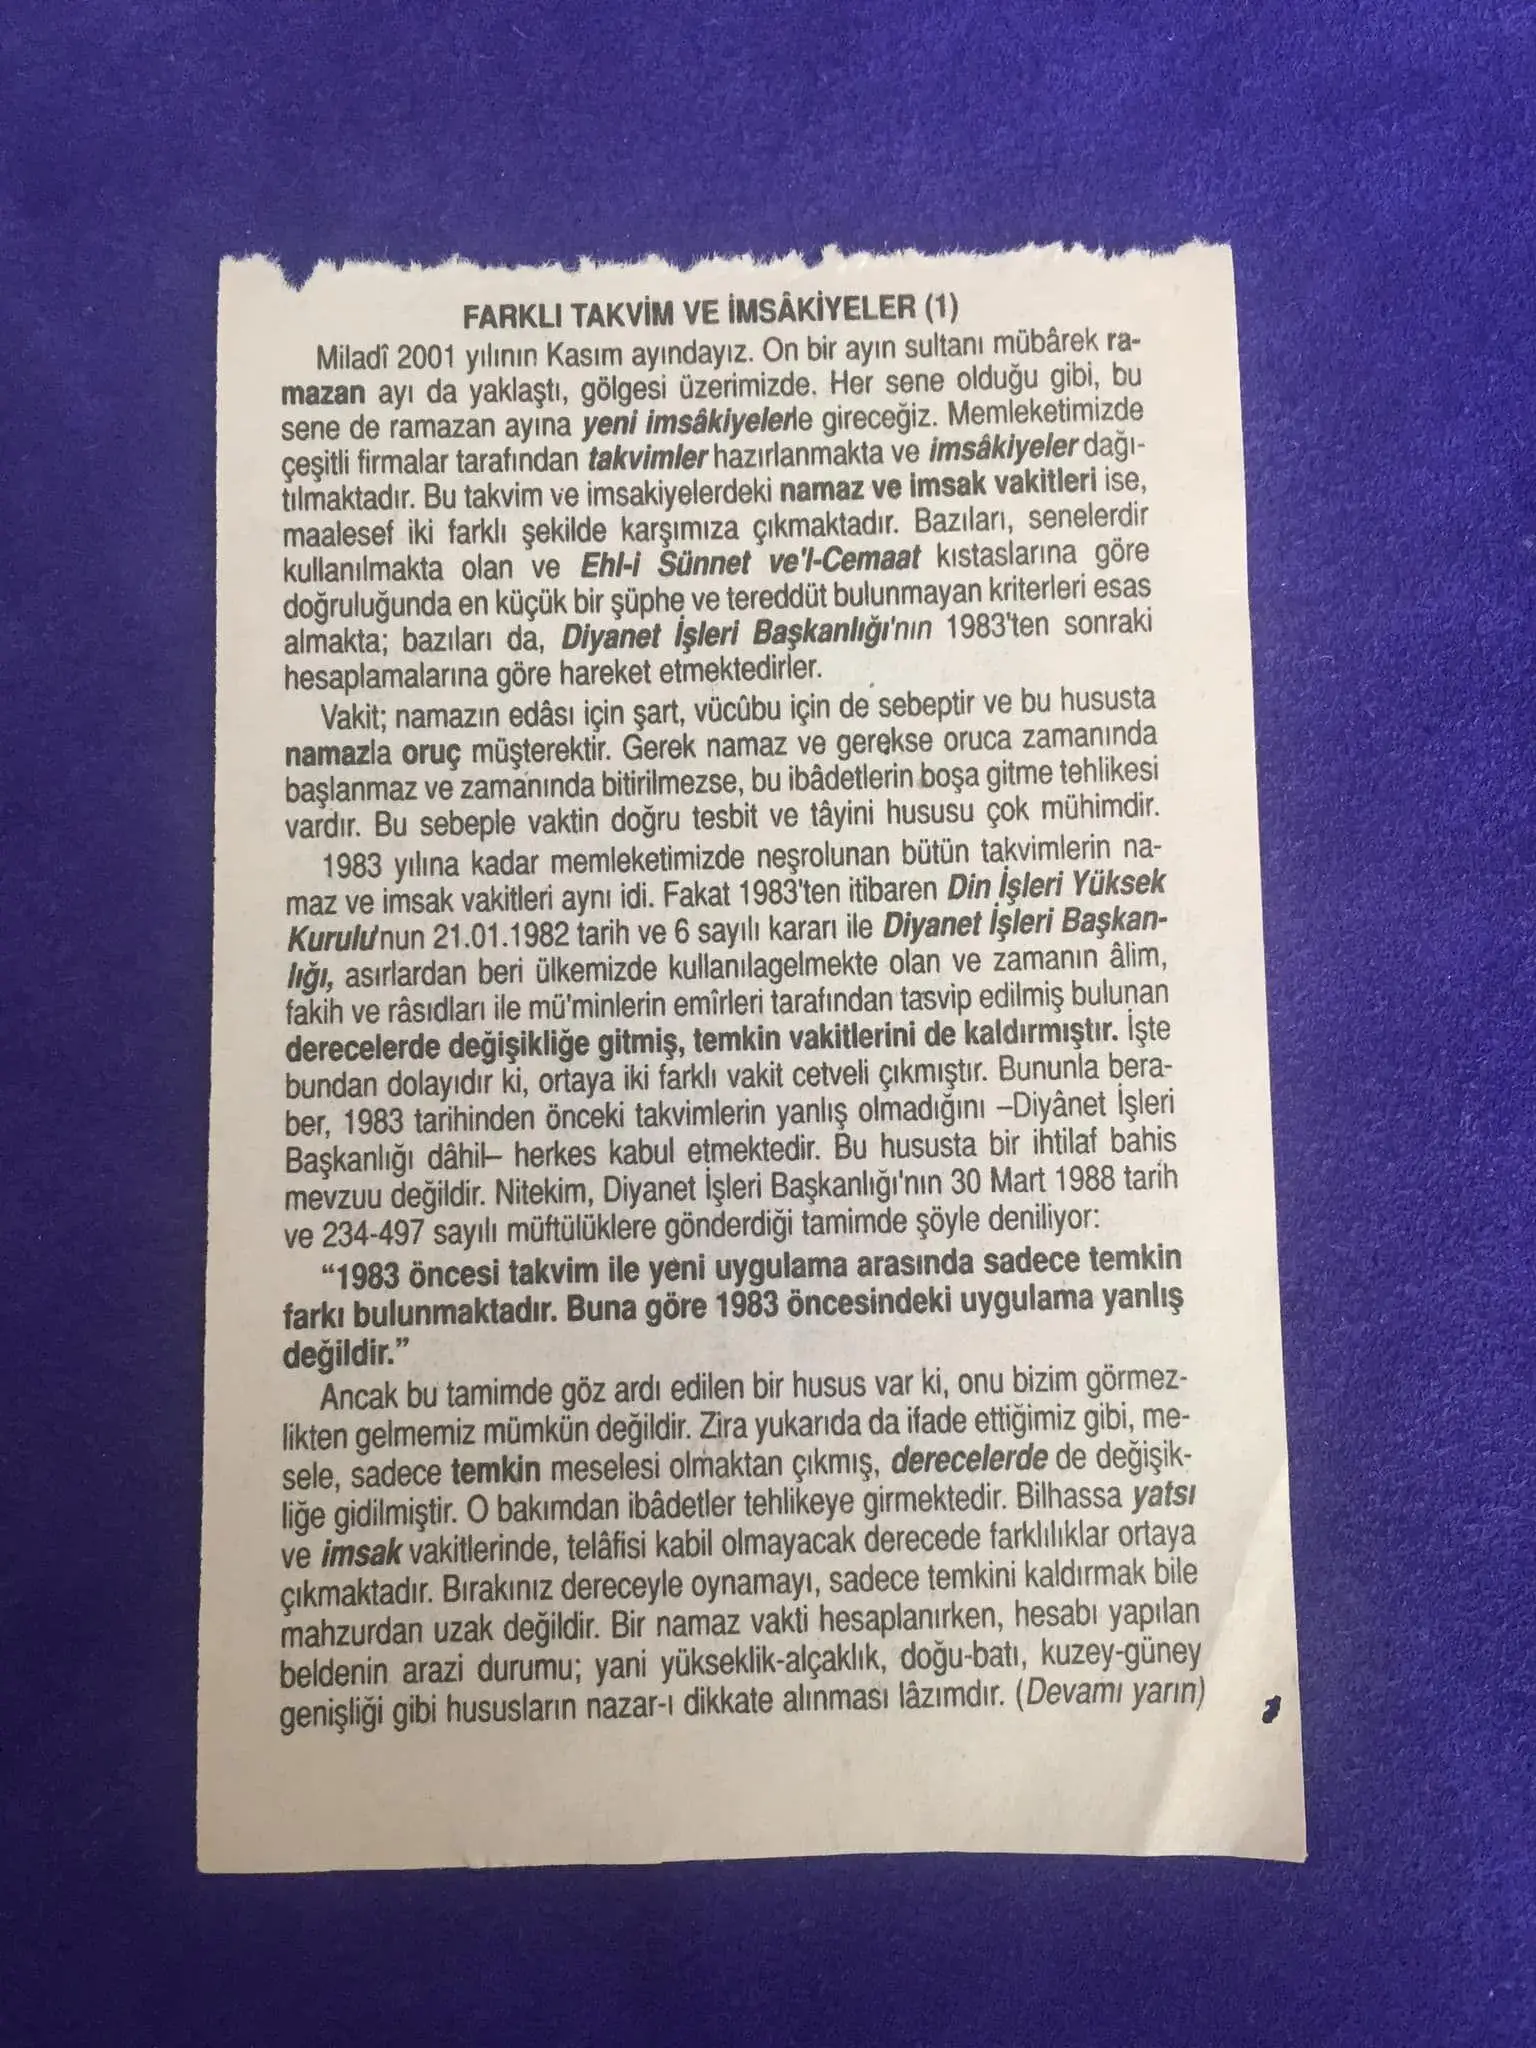 FARKLI TAKVİM VE İMSÂKİYELER (1)
Miladî 2001 yılının Kasım ayındayız. On bir ayın sultanı mübârek ra-
mazan ayı da yaklaştı, gölgesi üzerimizde. Her sene olduğu gibi, bu
sene de ramazan ayına yeni imsâkiyelerle gireceğiz. Memleketimizde
çeşitli firmalar tarafından takvimler hazırlanmakta ve imsâkiyeler dağı-
tılmaktadır. Bu takvim ve imsakiyelerdeki namaz ve imsak vakitleri ise,
maalesef iki farklı şekilde karşımıza çıkmaktadır. Bazıları, senelerdir
kullanılmakta olan ve Ehl-i Sünnet ve'l-Cemaat kıstaslarına göre
doğruluğunda en küçük bir şüphe ve tereddüt bulunmayan kriterleri esas
almakta; bazıları da, Diyanet İşleri Başkanlığı'nın 1983'ten sonraki
hesaplamalarına göre hareket etmektedirler.
Vakit; namazın edâsı için şart, vücûbu için de sebeptir ve bu hususta
namazla oruç müşterektir. Gerek namaz ve gerekse oruca zamanında
başlanmaz ve zamanında bitirilmezse, bu ibâdetlerin boşa gitme tehlikesi
vardır. Bu sebeple vaktin doğru tesbit ve tâyini hususu çok mühimdir.
1983 yılına kadar memleketimizde neşrolunan bütün takvimlerin na-
maz ve imsak vakitleri aynı idi. Fakat 1983'ten itibaren Din İşleri Yüksek
Kurulu'nun 21.01.1982 tarih ve 6 sayılı kararı ile Diyanet İşleri Başkan-
lığı, asırlardan beri ülkemizde kullanılagelmekte olan ve zamanın âlim,
fakih ve râsıdları ile mü'minlerin emîrleri tarafından tasvip edilmiş bulunan
derecelerde değişikliğe gitmiş, temkin vakitlerini de kaldırmıştır. İşte
bundan dolayıdır ki, ortaya iki farklı vakit cetveli çıkmıştır. Bununla bera-
ber, 1983 tarihinden önceki takvimlerin yanlış olmadığını –Diyânet İşleri
Başkanlığı dâhil– herkes kabul etmektedir. Bu hususta bir ihtilaf bahis
mevzuu değildir. Nitekim, Diyanet İşleri Başkanlığı'nın 30 Mart 1988 tarih
ve 234-497 sayılı müftülüklere gönderdiği tamimde şöyle deniliyor:
“1983 öncesi takvim ile yeni uygulama arasında sadece temkin
farkı bulunmaktadır. Buna göre 1983 öncesindeki uygulama yanlış
değildir.”
Ancak bu tamimde göz ardı edilen bir husus var ki, onu bizim görmez-
likten gelmemiz mümkün değildir. Zira yukarıda da ifade ettiğimiz gibi, me-
sele, sadece temkin meselesi olmaktan çıkmış, derecelerde de değişik-
liğe gidilmiştir. O bakımdan ibâdetler tehlikeye girmektedir. Bilhassa yatsı
ve imsak vakitlerinde, telâfisi kabil olmayacak derecede farklılıklar ortaya
çıkmaktadır. Bırakınız dereceyle oynamayı, sadece temkini kaldırmak bile
mahzurdan uzak değildir. Bir namaz vakti hesaplanırken, hesabı yapılan
beldenin arazi durumu; yani yükseklik-alçaklık, doğu-batı, kuzey-güney
genişliği gibi hususların nazar-ı dikkate alınması lâzımdır. (Devamı yarın)